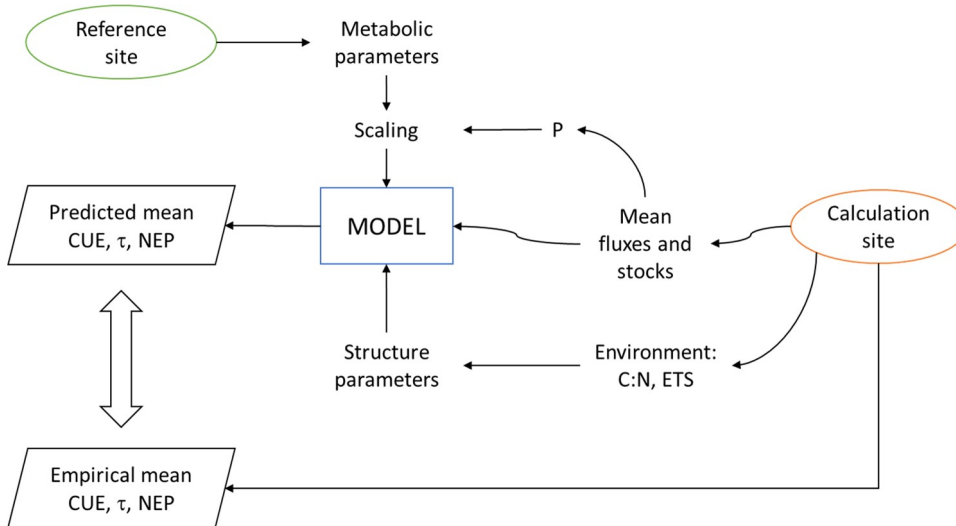 Reference
site
Metabolic
parameters
Scaling
P
Predicted mean
CUE, τ, NEP
MODEL
Mean
fluxes and
stocks
Calculation
site
Structure
parameters
Environment:
C:N, ETS
Empirical mean
CUE, τ, NEP